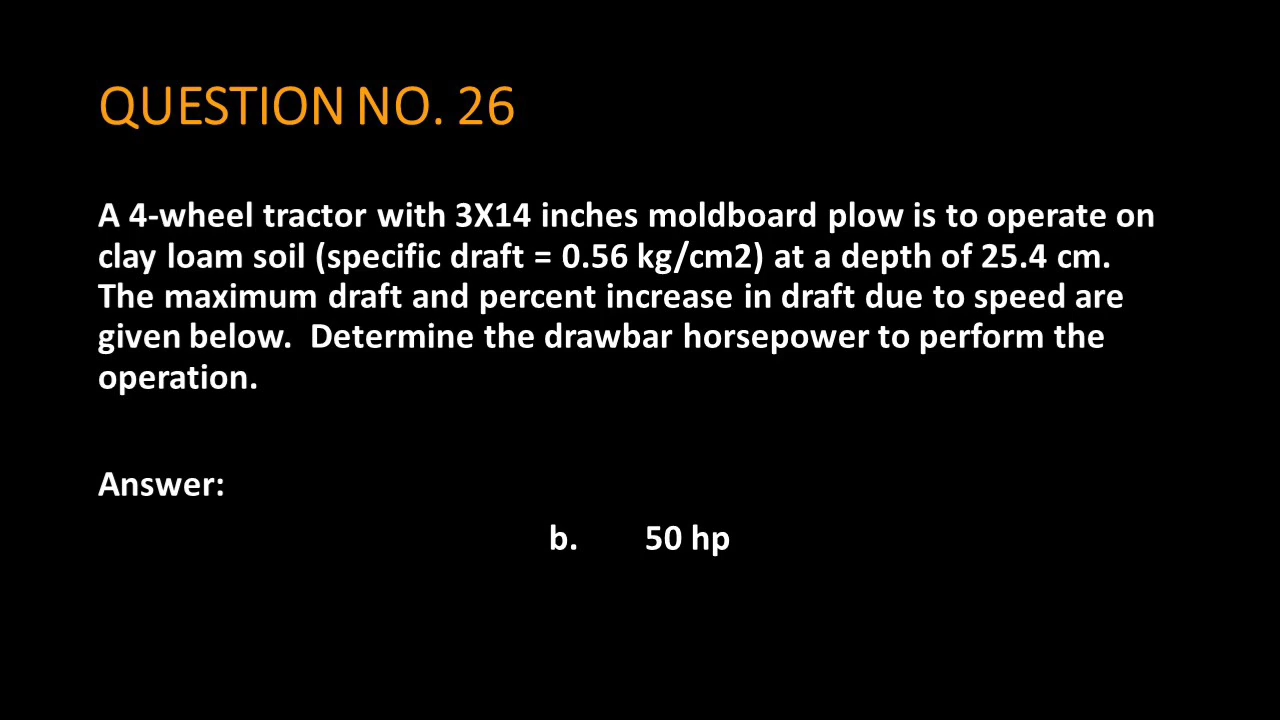 QUESTION NO. 26
A 4-wheel tractor with 3X14 inches moldboard plow is to operate on
clay loam soil (specific draft = 0.56 kg/cm2) at a depth of 25.4 cm.
The maximum draft and percent increase in draft due to speed are
given below.  Determine the drawbar horsepower to perform the
operation.
Answer:
b. 50 hp